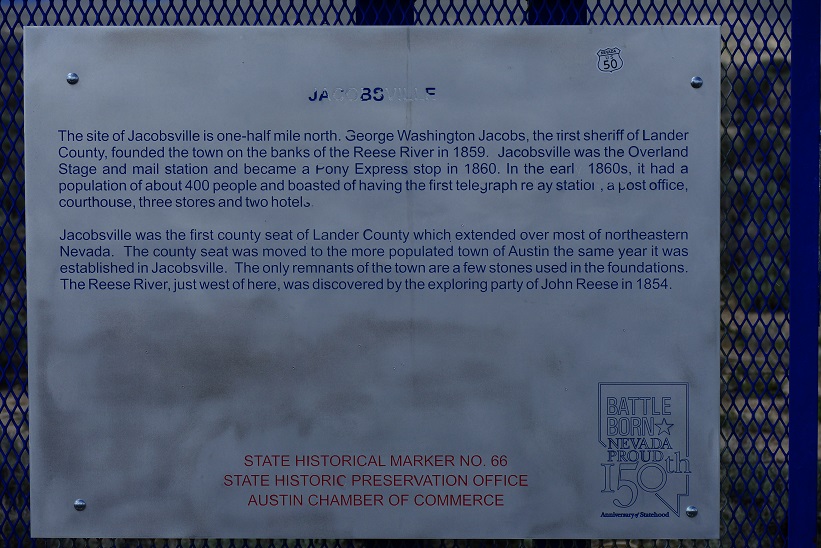 NEVADA
US
50
JACOBSVILLE
The site of Jacobsville is one-half mile north. George Washington Jacobs, the first sheriff of Lander
County, founded the town on the banks of the Reese River in 1859. Jacobsville was the Overland
Stage and mail station and became a Pony Express stop in 1860. In the earl 1860s, it had a
population of about 400 people and boasted of having the first telegraph re ay station, a post office,
courthouse, three stores and two hotels.
Jacobsville was the first county seat of Lander County which extended over most of northeastern
Nevada. The county seat was moved to the more populated town of Austin the same year it was
established in Jacobsville. The only remnants of the town are a few stones used in the foundations.
The Reese River, just west of here, was discovered by the exploring party of John Reese in 1854.
STATE HISTORICAL MARKER NO. 66
STATE HISTORIC PRESERVATION OFFICE
AUSTIN CHAMBER OF COMMERCE
BATTLE
BORN
NEVADA
PROUD
150th
Anniversary of Statehood